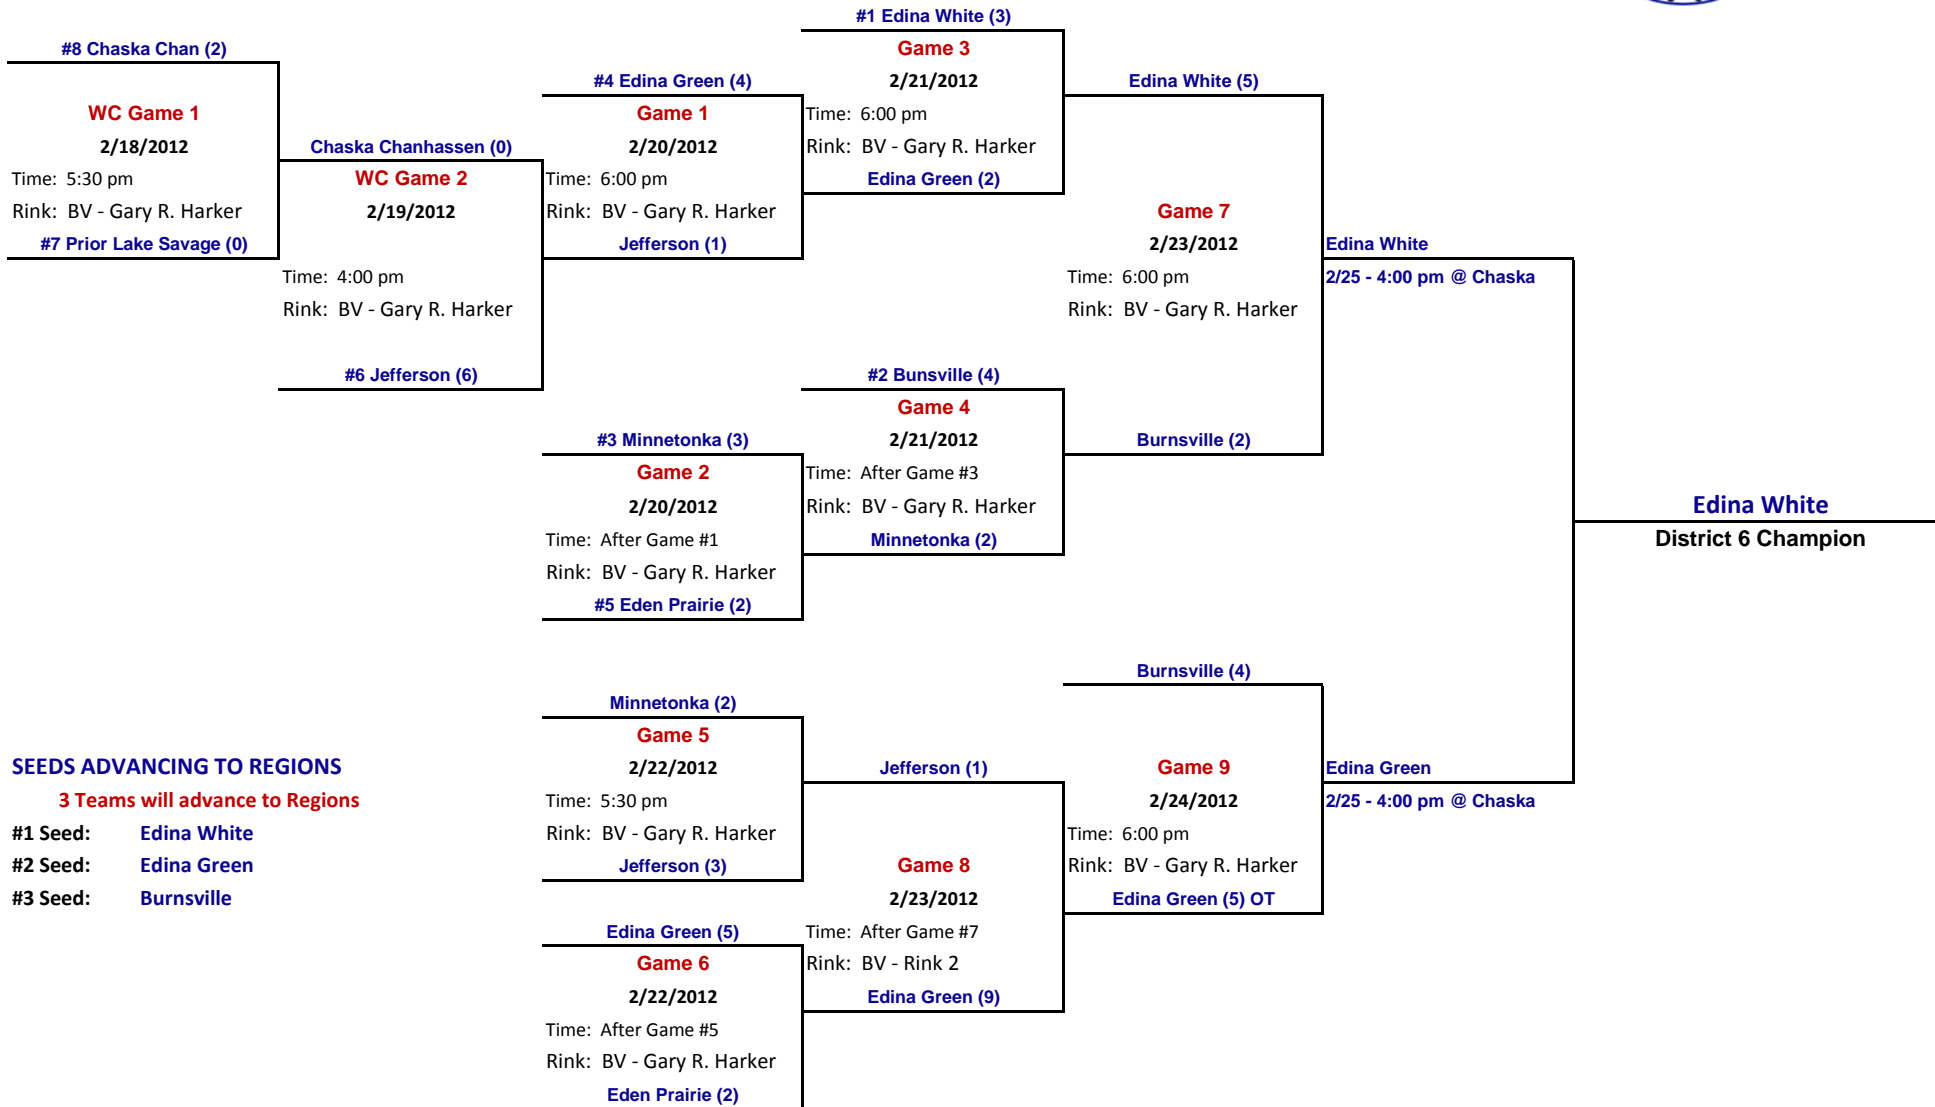 #1 Edina White (3)
#8 Chaska Chan (2)
Game 3
#4 Edina Green (4)
2/21/2012
Edina White (5)
WC Game 1
Game 1
Time: 6:00 pm
2/18/2012
Chaska Chanhassen (0)
2/20/2012
Rink: BV - Gary R. Harker
Time: 5:30 pm
WC Game 2
Time: 6:00 pm
Edina Green (2)
Rink: BV - Gary R. Harker
2/19/2012
Rink: BV - Gary R. Harker
Game 7
#7 Prior Lake Savage (0)
Jefferson (1)
2/23/2012
Edina White
Time: 4:00 pm
Time: 6:00 pm
2/25 - 4:00 pm @ Chaska
Rink: BV - Gary R. Harker
Rink: BV - Gary R. Harker
#6 Jefferson (6)
#2 Bunsville (4)
Game 4
#3 Minnetonka (3)
2/21/2012
Burnsville (2)
Game 2
Time: After Game #3
2/20/2012
Rink: BV - Gary R. Harker
Edina White
Time: After Game #1
Minnetonka (2)
District 6 Champion
Rink: BV - Gary R. Harker
#5 Eden Prairie (2)
Burnsville (4)
Minnetonka (2)
Game 5
SEEDS ADVANCING TO REGIONS
2/22/2012
Jefferson (1)
Game 9
Edina Green
3 Teams will advance to Regions
Time: 5:30 pm
2/24/2012
2/25 - 4:00 pm @ Chaska
#1 Seed: Edina White
Rink: BV - Gary R. Harker
Time: 6:00 pm
#2 Seed: Edina Green
Jefferson (3)
Game 8
Rink: BV - Gary R. Harker
#3 Seed: Burnsville
2/23/2012
Edina Green (5) OT
Edina Green (5)
Time: After Game #7
Game 6
Rink: BV - Rink 2
2/22/2012
Edina Green (9)
Time: After Game #5
Rink: BV - Gary R. Harker
Eden Prairie (2)